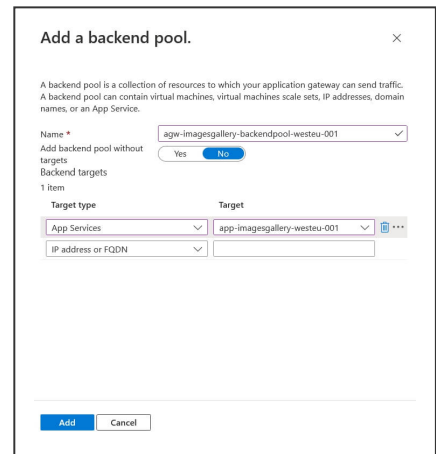 Add a backend pool.
A backend pool is a collection of resources to which your application gateway can send traffic.
A backend pool can contain virtual machines, virtual machines scale sets, IP addresses, domain
names, or an App Service.
Name * agw-imagesgallery-backendpool-westeu-001
Add backend pool without
targets
Yes No
Backend targets
1 item
Target type Target
App Services app-imagesgallery-westeu-001
IP address or FQDN
Add Cancel